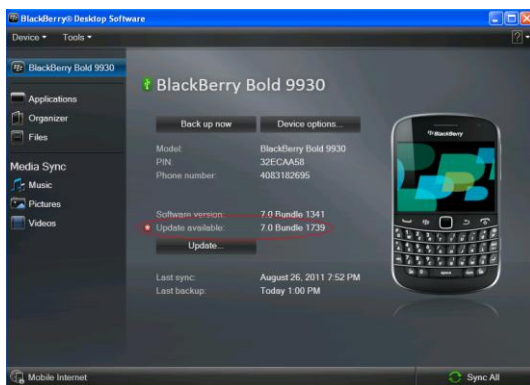 BlackBerry® Desktop Software
Device Tools
BlackBerry Bold 9930
Applications
Organizer
Files
Media Sync
Music
Pictures
Videos
BlackBerry Bold 9930
Back up now Device options...
Model: BlackBerry Bold 9930
PIN: 32ECAA58
Phone number: 4083182695
Software version: 7.0 Bundle 1341
Update available: 7.0 Bundle 1739
Update...
Last sync: August 26, 2011 7:52 PM
Last backup: Today 1:00 PM
BlackBerry
Mobile Internet
Sync All